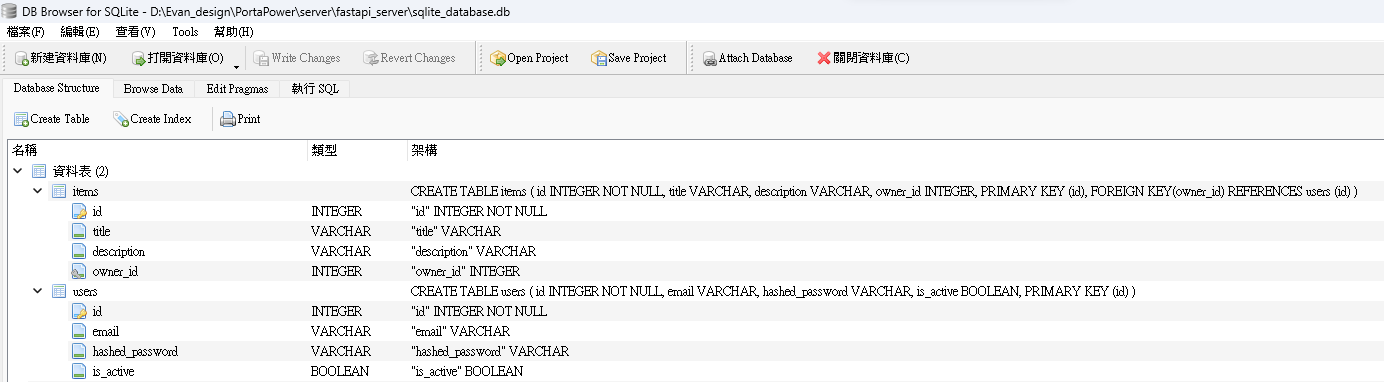 DB Browser for SQLite - D:\Evan_design\PortaPower\server\fastapi_server\sqlite_database.db
檔案(F) 編輯(E) 查看(V) Tools 幫助(H)
新建資料庫(N) 打開資料庫(O) Write Changes Revert Changes Open Project Save Project Attach Database 關閉資料庫(C)
Database Structure Browse Data Edit Pragmas 執行 SQL
Create Table Create Index Print
名稱 類型 架構
資料表 (2)
items CREATE TABLE items ( id INTEGER NOT NULL, title VARCHAR, description VARCHAR, owner_id INTEGER, PRIMARY KEY (id), FOREIGN KEY(owner_id) REFERENCES users (id) )
id INTEGER "id" INTEGER NOT NULL
title VARCHAR "title" VARCHAR
description VARCHAR "description" VARCHAR
owner_id INTEGER "owner_id" INTEGER
users CREATE TABLE users ( id INTEGER NOT NULL, email VARCHAR, hashed_password VARCHAR, is_active BOOLEAN, PRIMARY KEY (id) )
id INTEGER "id" INTEGER NOT NULL
email VARCHAR "email" VARCHAR
hashed_password VARCHAR "hashed_password" VARCHAR
is_active BOOLEAN "is_active" BOOLEAN